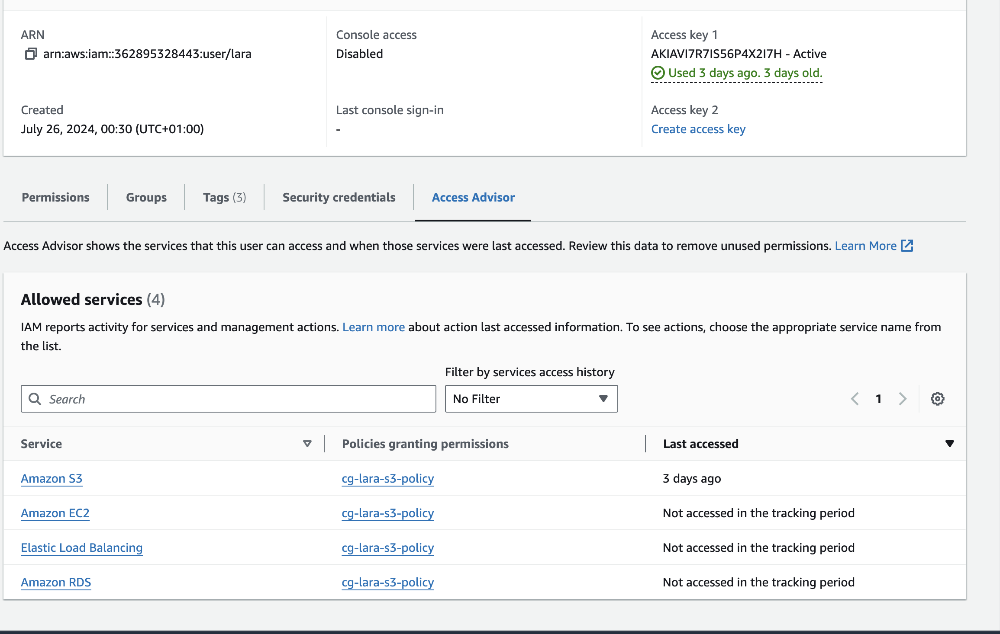 ARN
arn:aws:iam::362895328443:user/lara
Console access
Disabled
Access key 1
AKIAVI7R7IS56P4X2I7H - Active
Used 3 days ago. 3 days old.
Created
July 26, 2024, 00:30 (UTC+01:00)
Last console sign-in
-
Access key 2
Create access key
Permissions
Groups
Tags (3)
Security credentials
Access Advisor
Access Advisor shows the services that this user can access and when those services were last accessed. Review this data to remove unused permissions. Learn More
Allowed services (4)
IAM reports activity for services and management actions. Learn more about action last accessed information. To see actions, choose the appropriate service name from
the list.
Filter by services access history
Search
No Filter
1
Service
Policies granting permissions
Last accessed
Amazon S3
cg-lara-s3-policy
3 days ago
Amazon EC2
cg-lara-s3-policy
Not accessed in the tracking period
Elastic Load Balancing
cg-lara-s3-policy
Not accessed in the tracking period
Amazon RDS
cg-lara-s3-policy
Not accessed in the tracking period